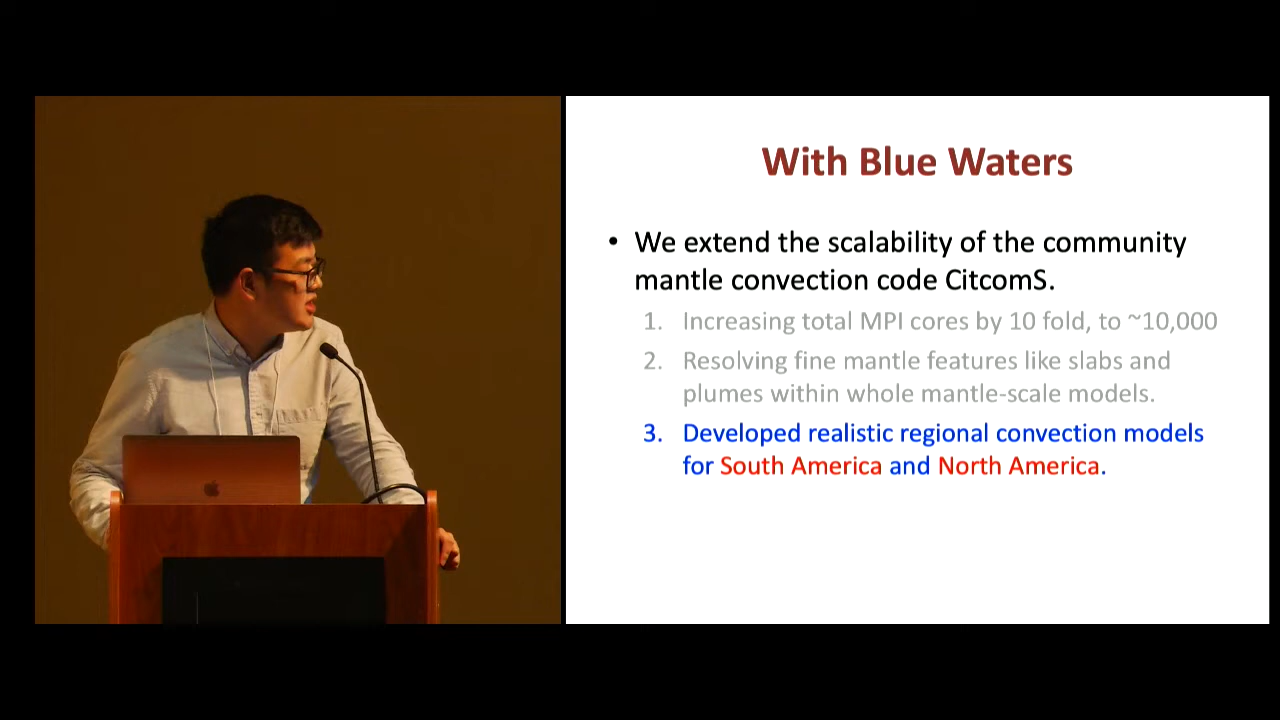 With Blue Waters
• We extend the scalability of the community
mantle convection code CitcomS.
1. Increasing total MPI cores by 10 fold, to ~10,000
2. Resolving fine mantle features like slabs and
plumes within whole mantle-scale models.
3. Developed realistic regional convection models
for South America and North America.